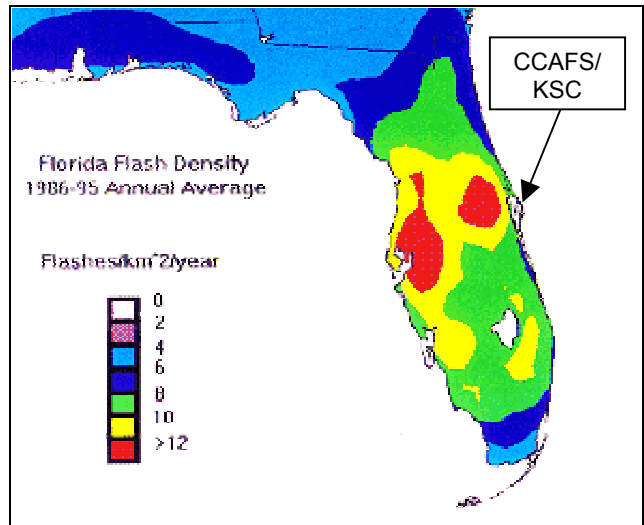 CCAFS/
KSC
Florida Flash Density
1986-95 Annual Average
Flashes/km^2/year
0
2
4
6
8
10
>12